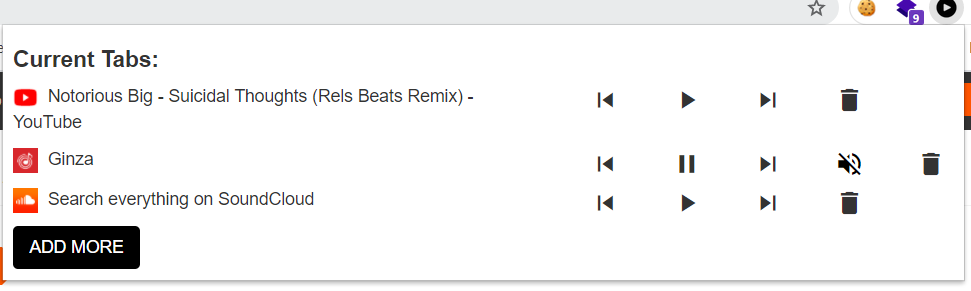 9
Current Tabs:
Notorious Big - Suicidal Thoughts (Rels Beats Remix) -
YouTube
Ginza
Search everything on SoundCloud
ADD MORE